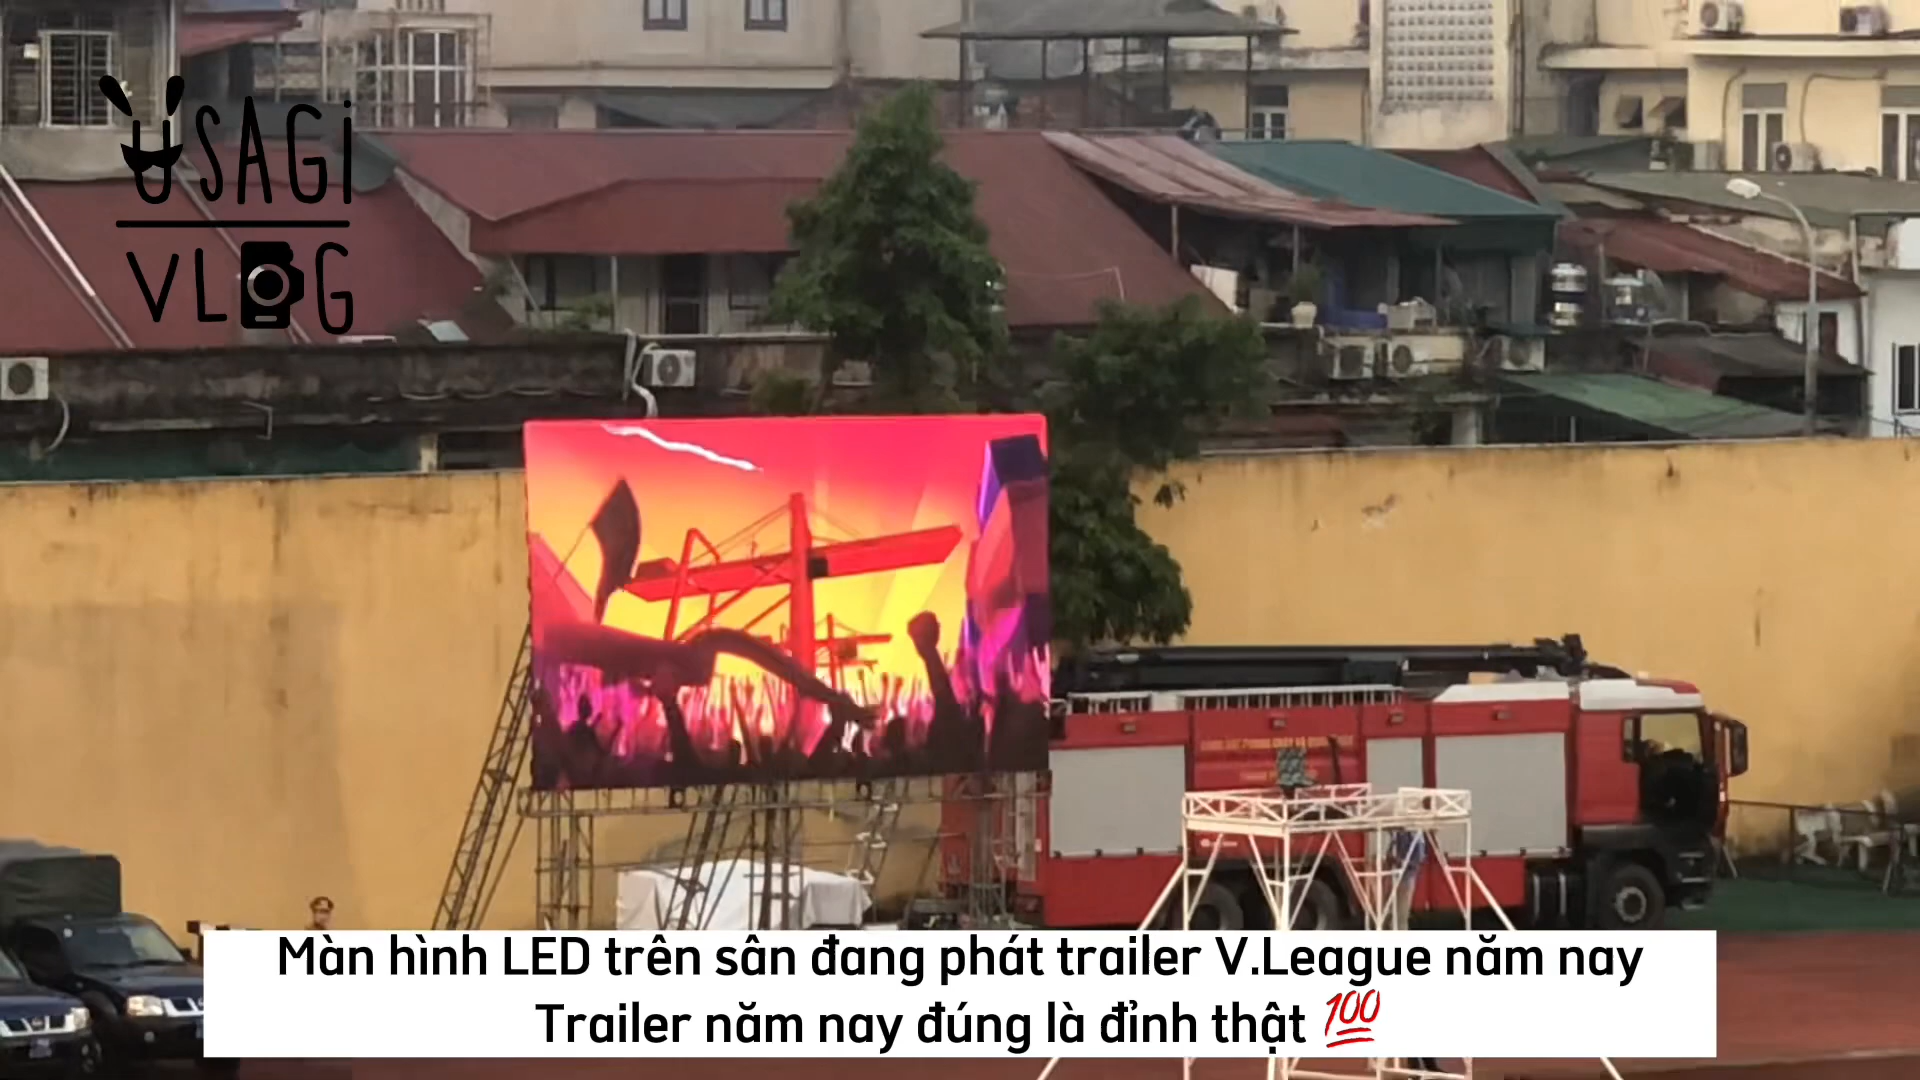 USAGI
VLOG
Màn hình LED trên sân đang phát trailer V.League năm nay
Trailer năm nay đúng là đỉnh thật 💯